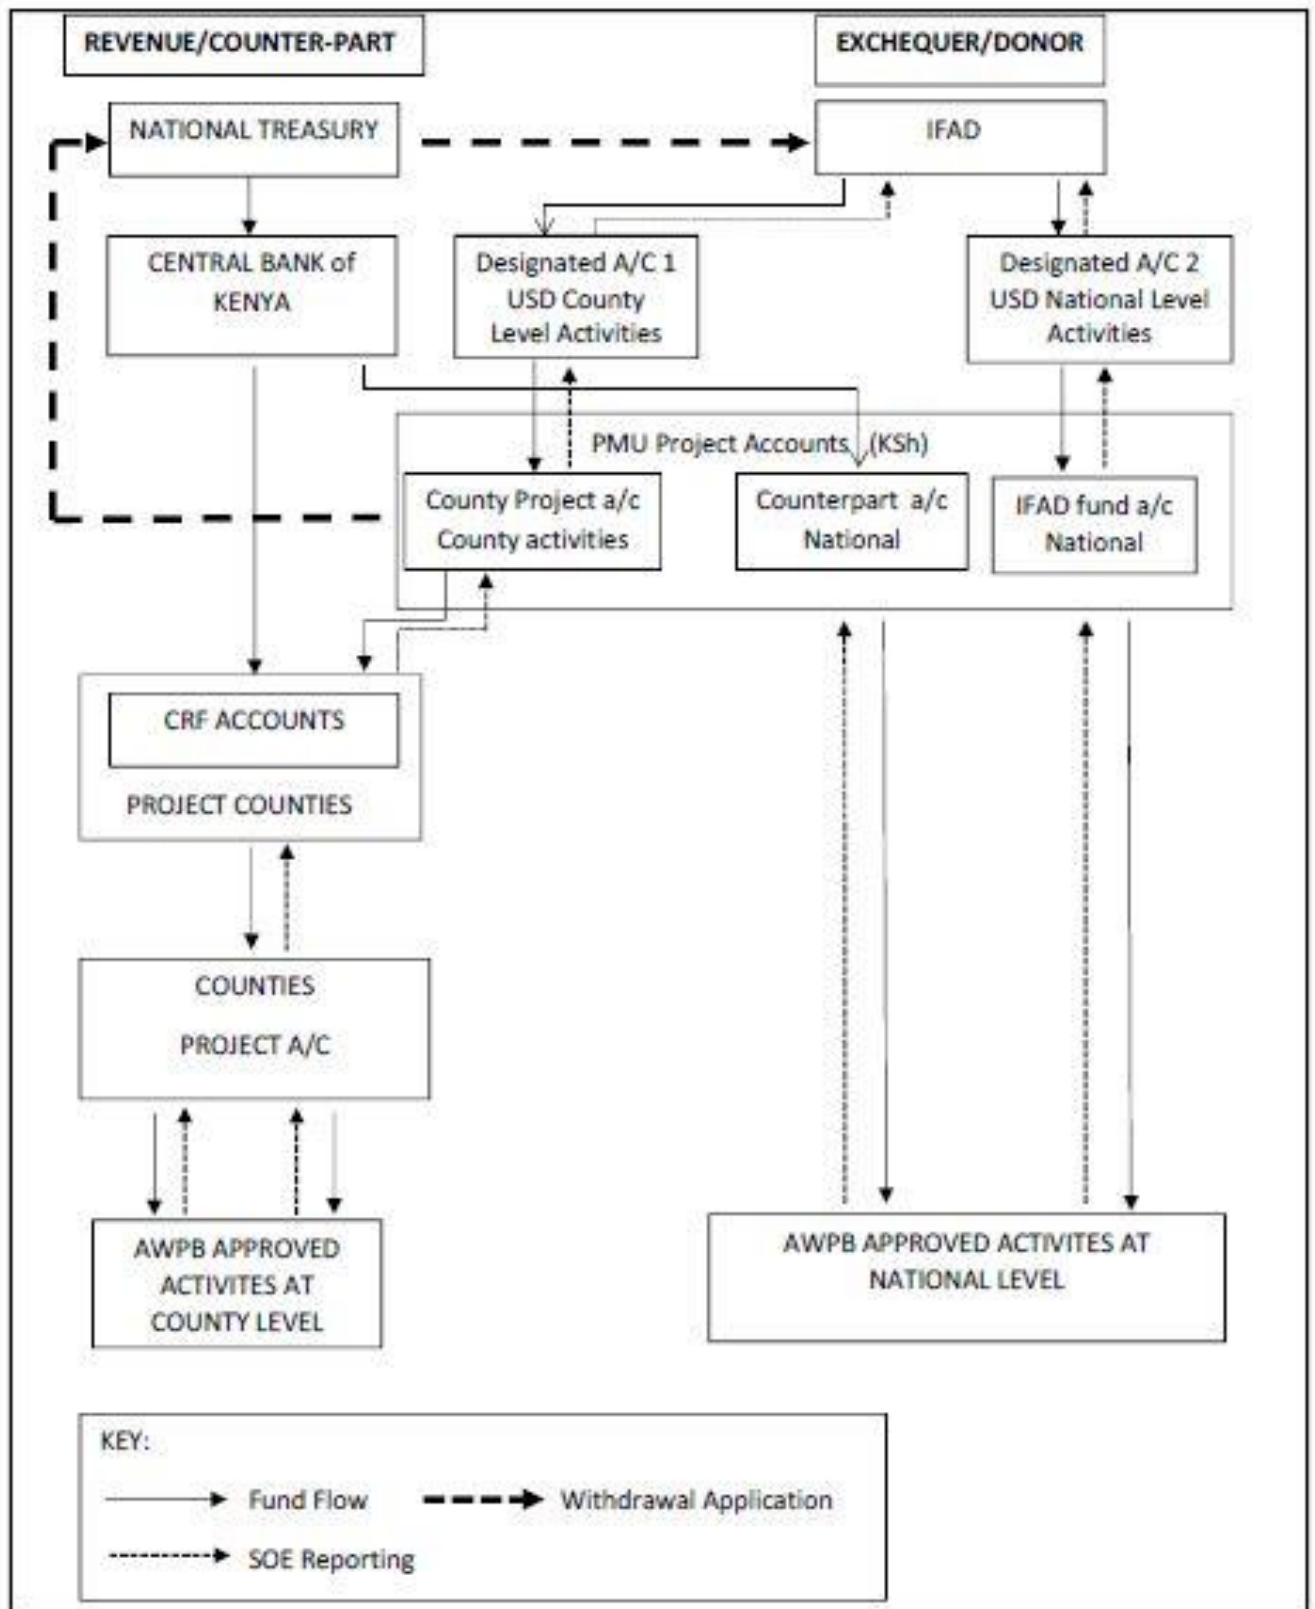 REVENUE/COUNTER-PART
EXCHEQUER/DONOR
NATIONAL TREASURY
IFAD
CENTRAL BANK of
KENYA
Designated A/C 1
USD County
Level Activities
Designated A/C 2
USD National Level
Activities
PMU Project Accounts (KSh)
County Project a/c
County activities
Counterpart a/c
National
IFAD fund a/c
National
CRF ACCOUNTS
PROJECT COUNTIES
COUNTIES
PROJECT A/C
AWPB APPROVED
ACTIVITES AT
COUNTY LEVEL
AWPB APPROVED ACTIVITES AT
NATIONAL LEVEL
KEY:
Fund Flow
Withdrawal Application
SOE Reporting